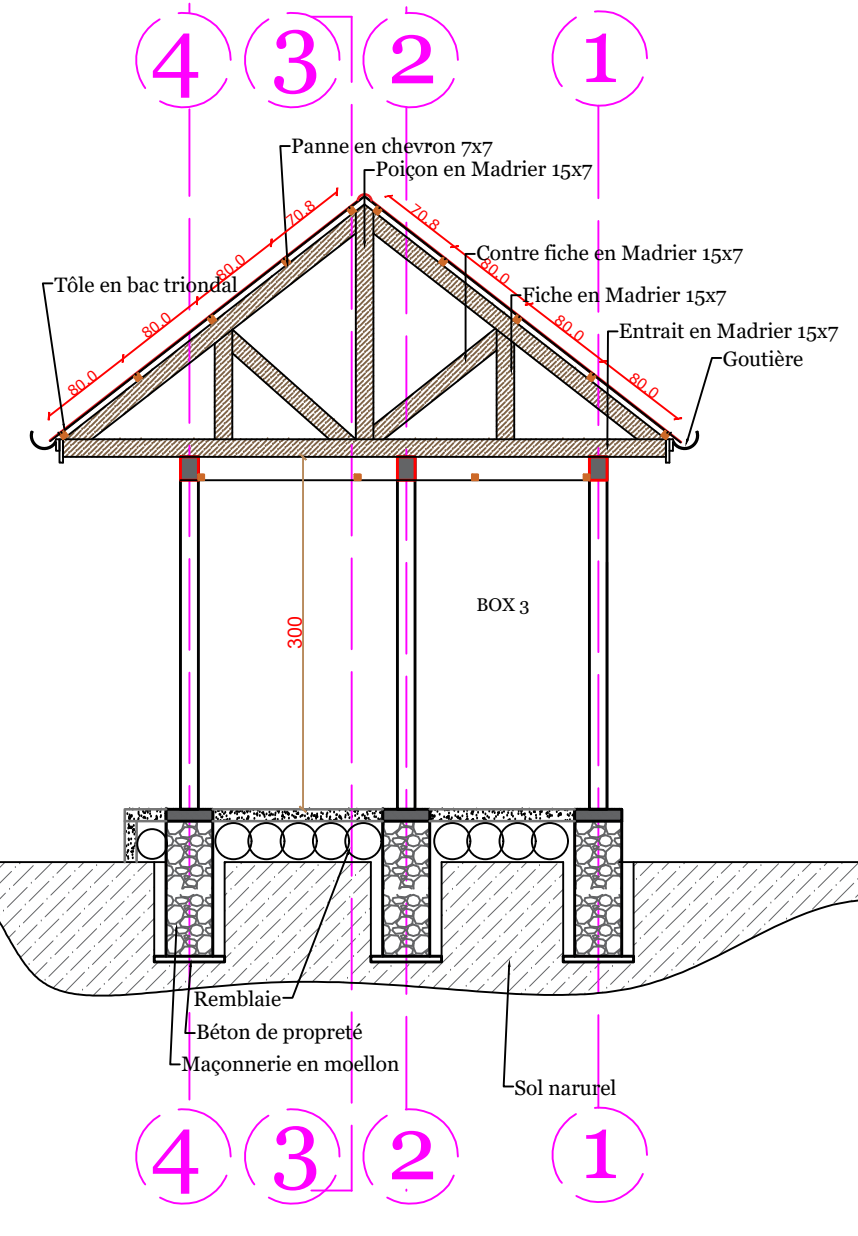 4 3 2 1
Panne en chevron 7x7
Poiçon en Madrier 15x7
70,8
70,8
Contre fiche en Madrier 15x7
80,0
80,0
Tôle en bac triondal
Fiche en Madrier 15x7
80,0
80,0
Entrait en Madrier 15x7
Goutière
80,0
80,0
BOX 3
300
Remblaie
Béton de propreté
Maçonnerie en moellon
Sol narurel
4 3 2 1